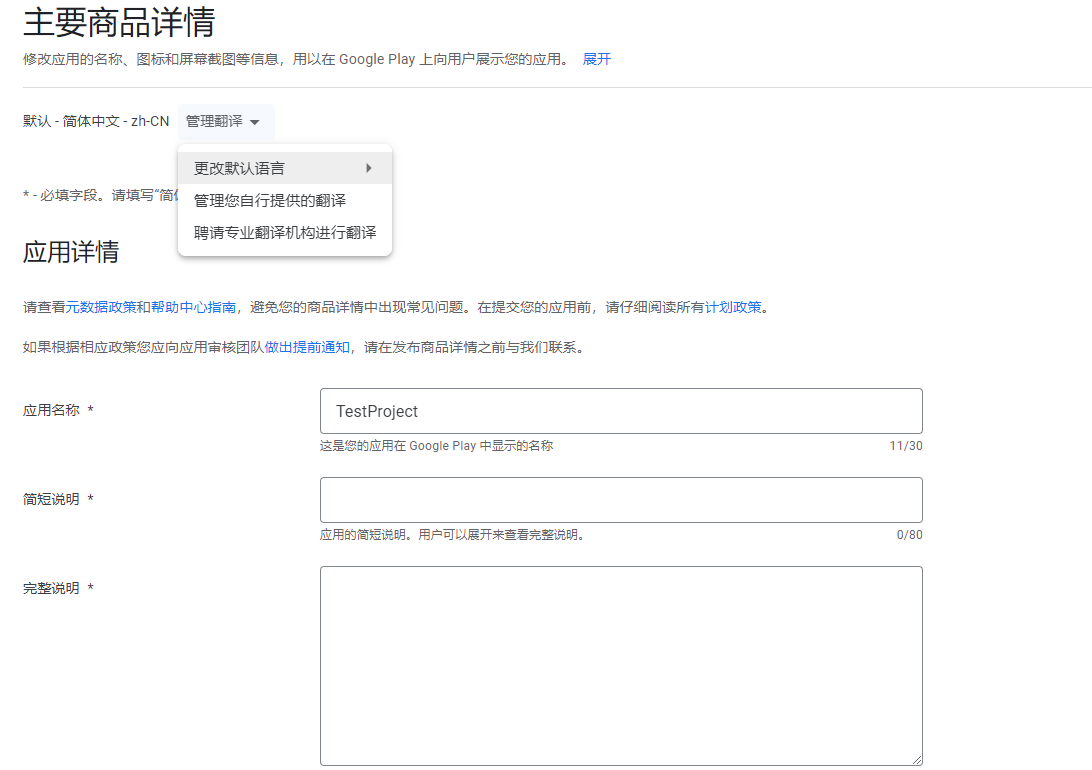 主要商品详情
修改应用的名称、图标和屏幕截图等信息，用以在 Google Play 上向用户展示您的应用。 展开
默认 - 简体中文 - zh-CN 管理翻译
更改默认语言
* - 必填字段。请填写“简
管理您自行提供的翻译
聘请专业翻译机构进行翻译
应用详情
请查看元数据政策和帮助中心指南，避免您的商品详情中出现常见问题。在提交您的应用前，请仔细阅读所有计划政策。
如果根据相应政策您应向应用审核团队做出提前通知，请在发布商品详情之前与我们联系。
应用名称 *
TestProject
这是您的应用在 Google Play 中显示的名称 11/30
简短说明 *
应用的简短说明。用户可以展开来查看完整说明。 0/80
完整说明 *